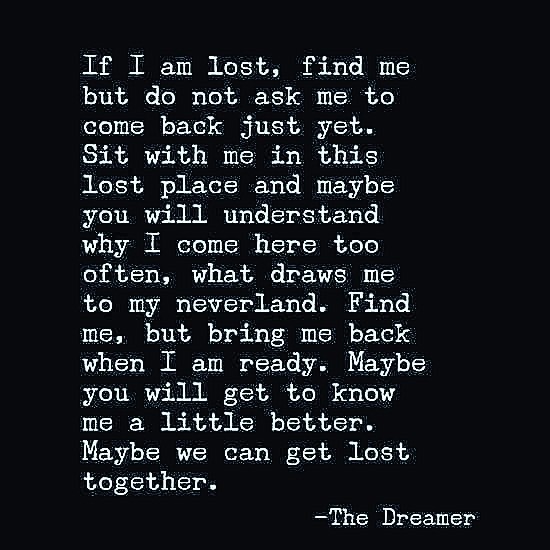 If I am lost, find me
but do not ask me to
come back just yet.
Sit with me in this
lost place and maybe
you will understand
why I come here too
often, what draws me
to my neverland. Find
me, but bring me back
when I am ready. Maybe
you will get to know
me a little better.
Maybe we can get lost
together.
-The Dreamer